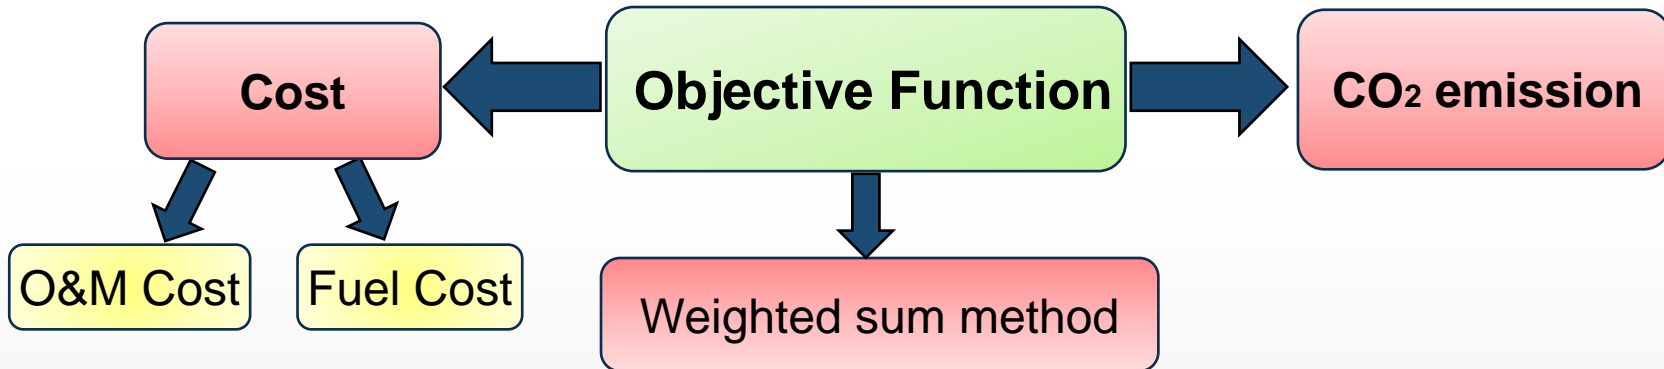 Cost
Objective Function
CO₂ emission
O&M Cost
Fuel Cost
Weighted sum method